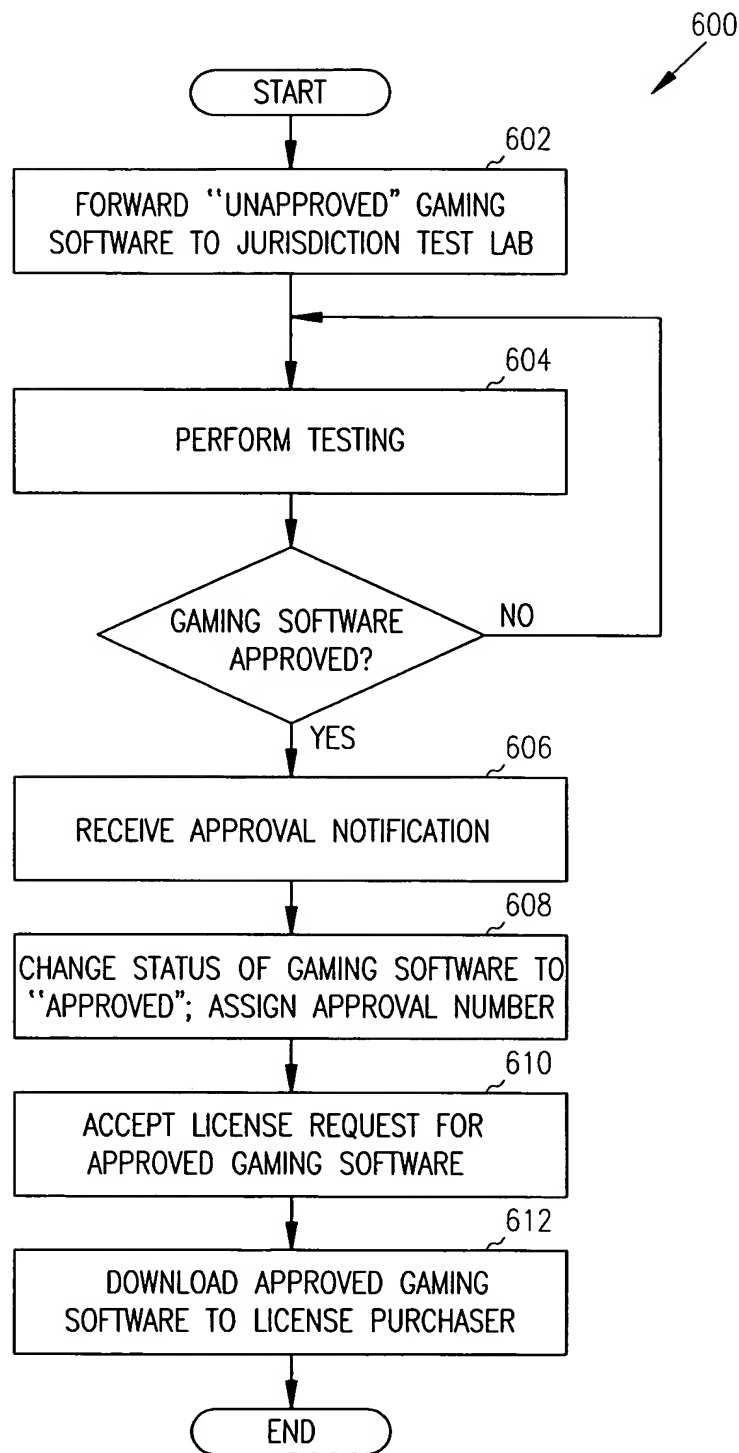 600
START
602
FORWARD ‘‘UNAPPROVED” GAMING
SOFTWARE TO JURISDICTION TEST LAB
604
PERFORM TESTING
GAMING SOFTWARE
APPROVED?
NO
YES
606
RECEIVE APPROVAL NOTIFICATION
608
CHANGE STATUS OF GAMING SOFTWARE TO
‘‘APPROVED”; ASSIGN APPROVAL NUMBER
610
ACCEPT LICENSE REQUEST FOR
APPROVED GAMING SOFTWARE
612
DOWNLOAD APPROVED GAMING
SOFTWARE TO LICENSE PURCHASER
END